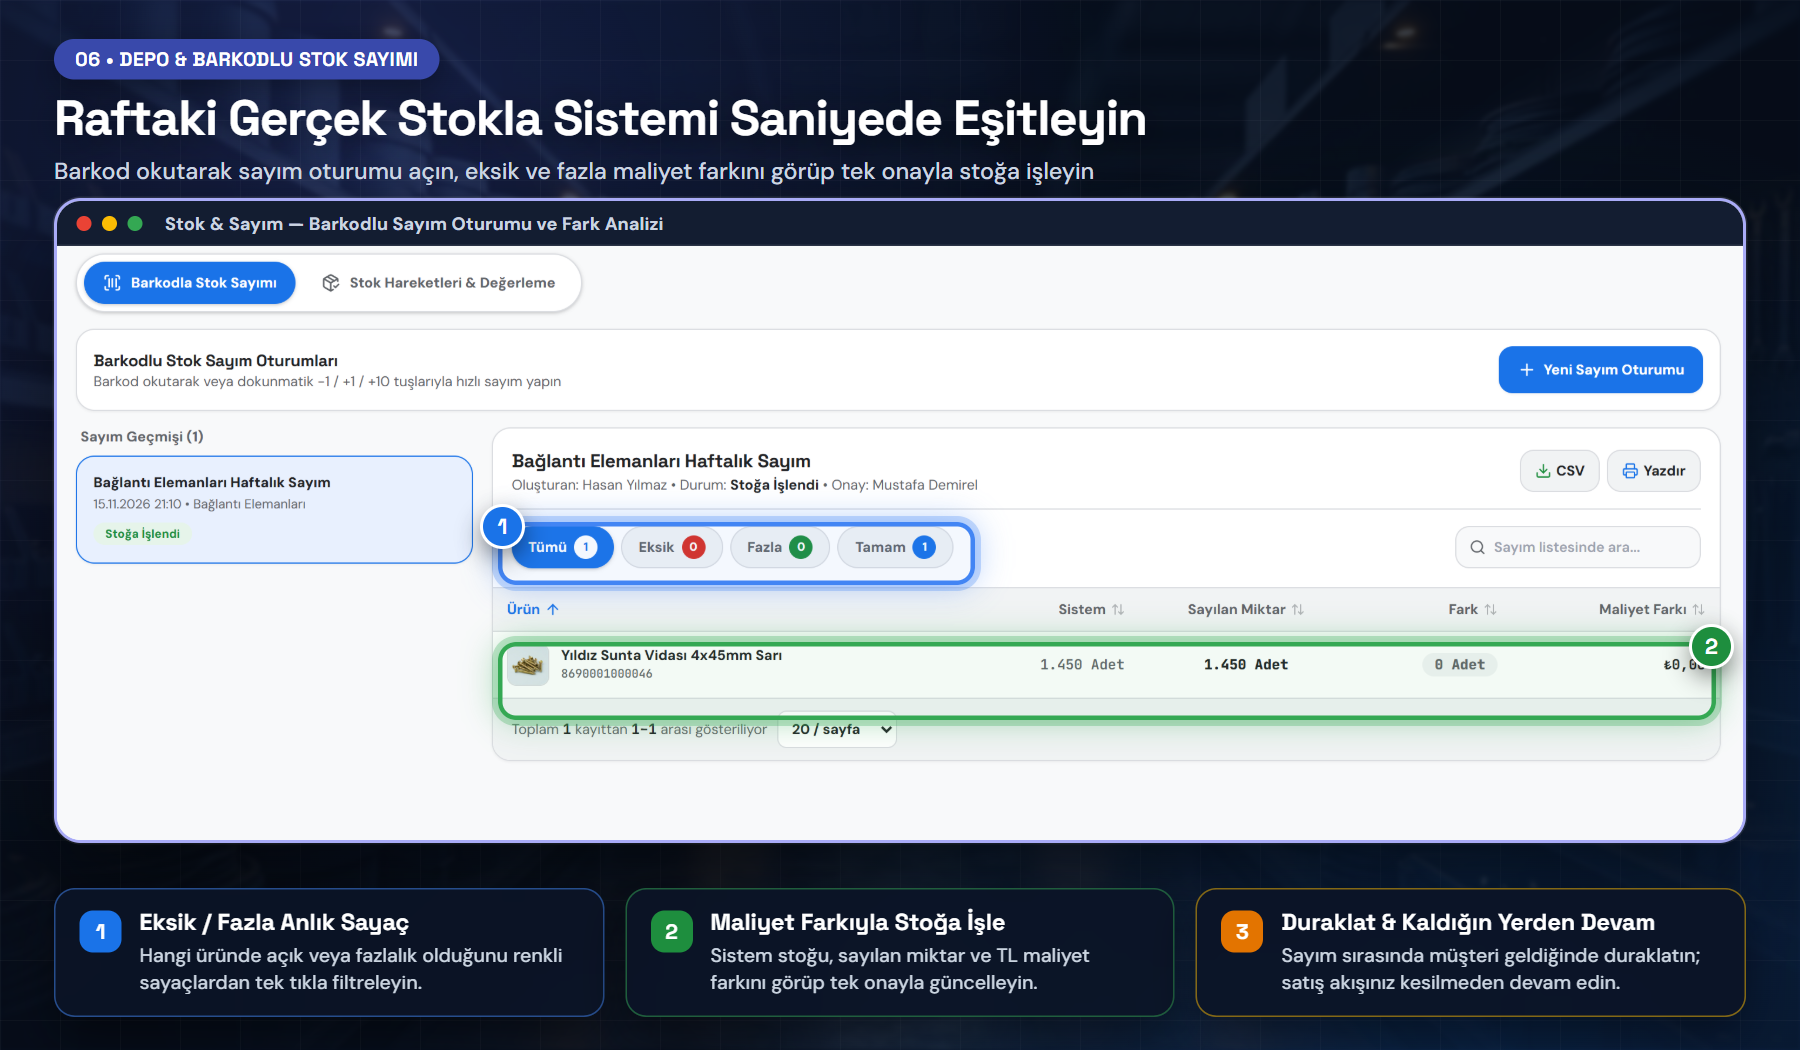 06 • DEPO & BARKODLU STOK SAYIMI
Raftaki Gerçek Stokla Sistemi Saniyede Eşitleyin
Barkod okutarak sayım oturumu açın, eksik ve fazla maliyet farkını görüp tek onayla stoğa işleyin
Stok & Sayım — Barkodlu Sayım Oturumu ve Fark Analizi
Barkodla Stok Sayımı
Stok Hareketleri & Değerleme
Barkodlu Stok Sayım Oturumları
Barkod okutarak veya dokunmatik -1 / +1 / +10 tuşlarıyla hızlı sayım yapın
+ Yeni Sayım Oturumu
Sayım Geçmişi (1)
Bağlantı Elemanları Haftalık Sayım
15.11.2026 21:10 • Bağlantı Elemanları
Stoğa İşlendi
Bağlantı Elemanları Haftalık Sayım
Oluşturan: Hasan Yılmaz • Durum: Stoğa İşlendi • Onay: Mustafa Demirel
CSV
Yazdır
1
Tümü 1
Eksik 0
Fazla 0
Tamam 1
Sayım listesinde ara...
Ürün ↑ Sistem ↑↓ Sayılan Miktar ↑↓ Fark ↑↓ Maliyet Farkı ↑↓
2
Yıldız Sunta Vidası 4x45mm Sarı
8690001000046
1.450 Adet 1.450 Adet 0 Adet ₺0,0
Toplam 1 kayıttan 1-1 arası gösteriliyor
20 / sayfa
1
Eksik / Fazla Anlık Sayaç
Hangi üründe açık veya fazlalık olduğunu renkli
sayaçlardan tek tıkla filtreleyin.
2
Maliyet Farkıyla Stoğa İşle
Sistem stoğu, sayılan miktar ve TL maliyet
farkını görüp tek onayla güncelleyin.
3
Duraklat & Kaldığın Yerden Devam
Sayım sırasında müşteri geldiğinde duraklatın;
satış akışınız kesilmeden devam edin.